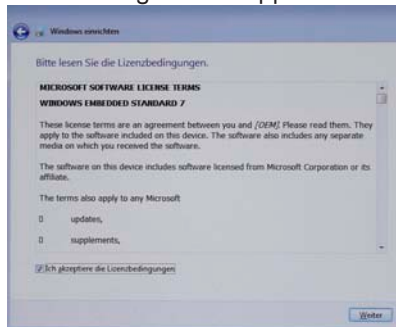 Windows einrichten
Bitte lesen Sie die Lizenzbedingungen.
MICROSOFT SOFTWARE LICENSE TERMS
WINDOWS EMBEDDED STANDARD 7
These license terms are an agreement between you and [OEM]. Please read them. They
apply to the software included on this device. The software also includes any separate
media on which you received the software.
The software on this device includes software licensed from Microsoft Corporation or its
affiliate.
The terms also apply to any Microsoft
updates,
supplements,
Ich akzeptiere die Lizenzbedingungen
Weiter